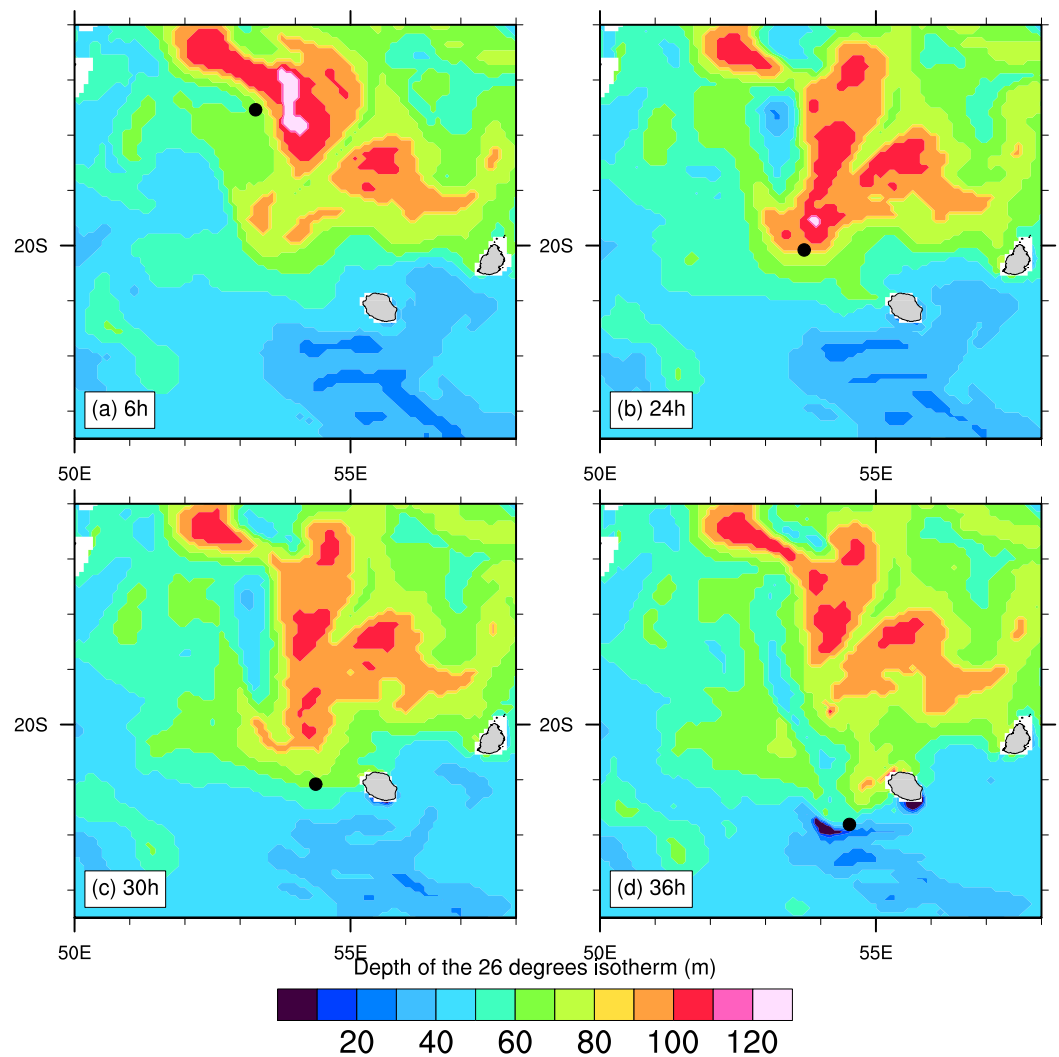 20S
20S
(a) 6h
(b) 24h
50E
55E
50E
55E
20S
20S
(c) 30h
(d) 36h
50E
55E
50E
55E
Depth of the 26 degrees isotherm (m)
20 40 60 80 100 120